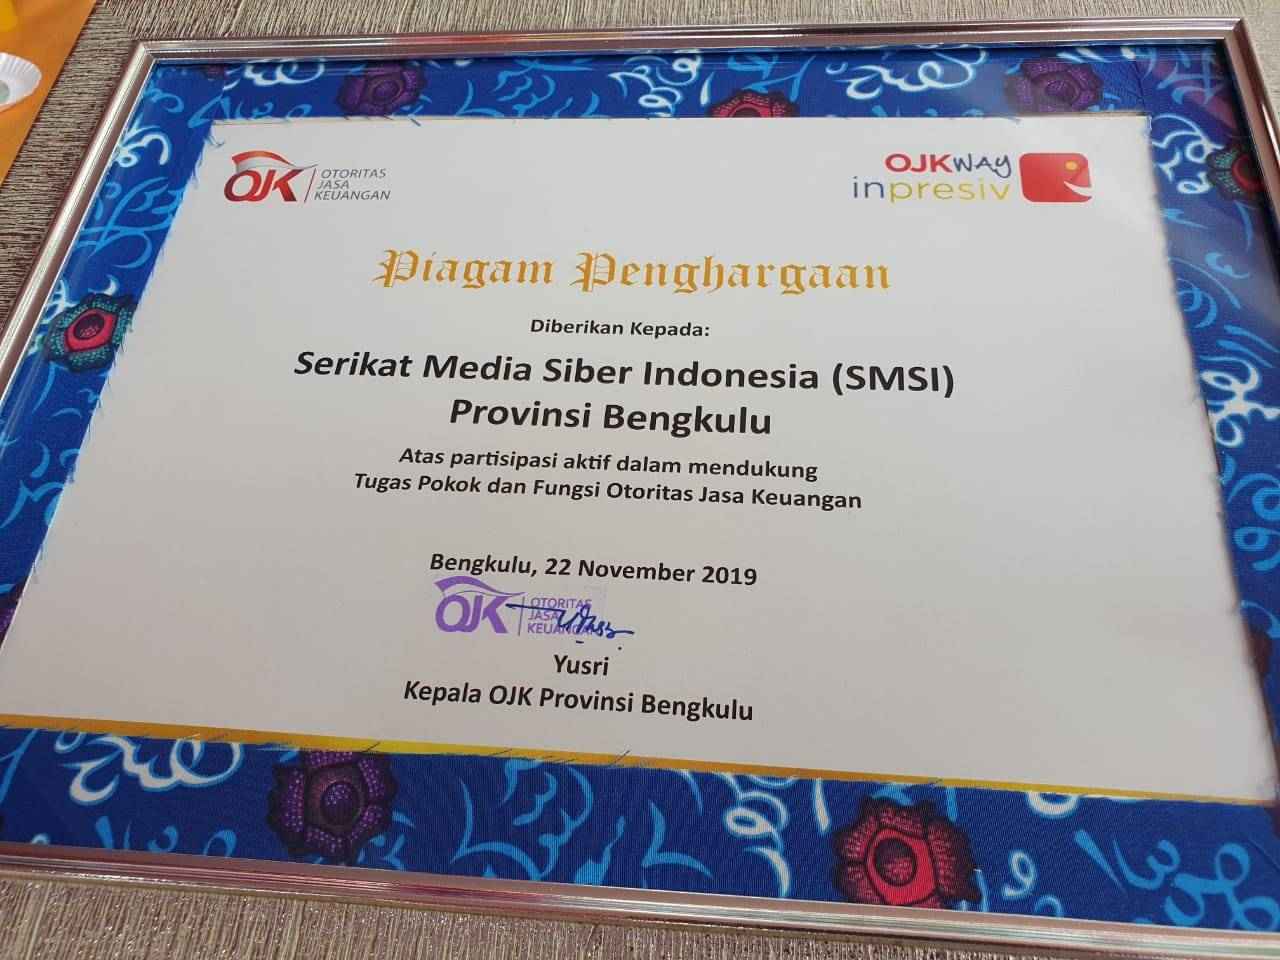 OJK OTORITAS
JASA
KEUANGAN
OJKWAY
inpresiv
Piagam Penghargaan
Diberikan Kepada:
Serikat Media Siber Indonesia (SMSI)
Provinsi Bengkulu
Atas partisipasi aktif dalam mendukung
Tugas Pokok dan Fungsi Otoritas Jasa Keuangan
Bengkulu, 22 November 2019
OJK OTORITAS
JASA
KEUANGAN
Yusri
Kepala OJK Provinsi Bengkulu